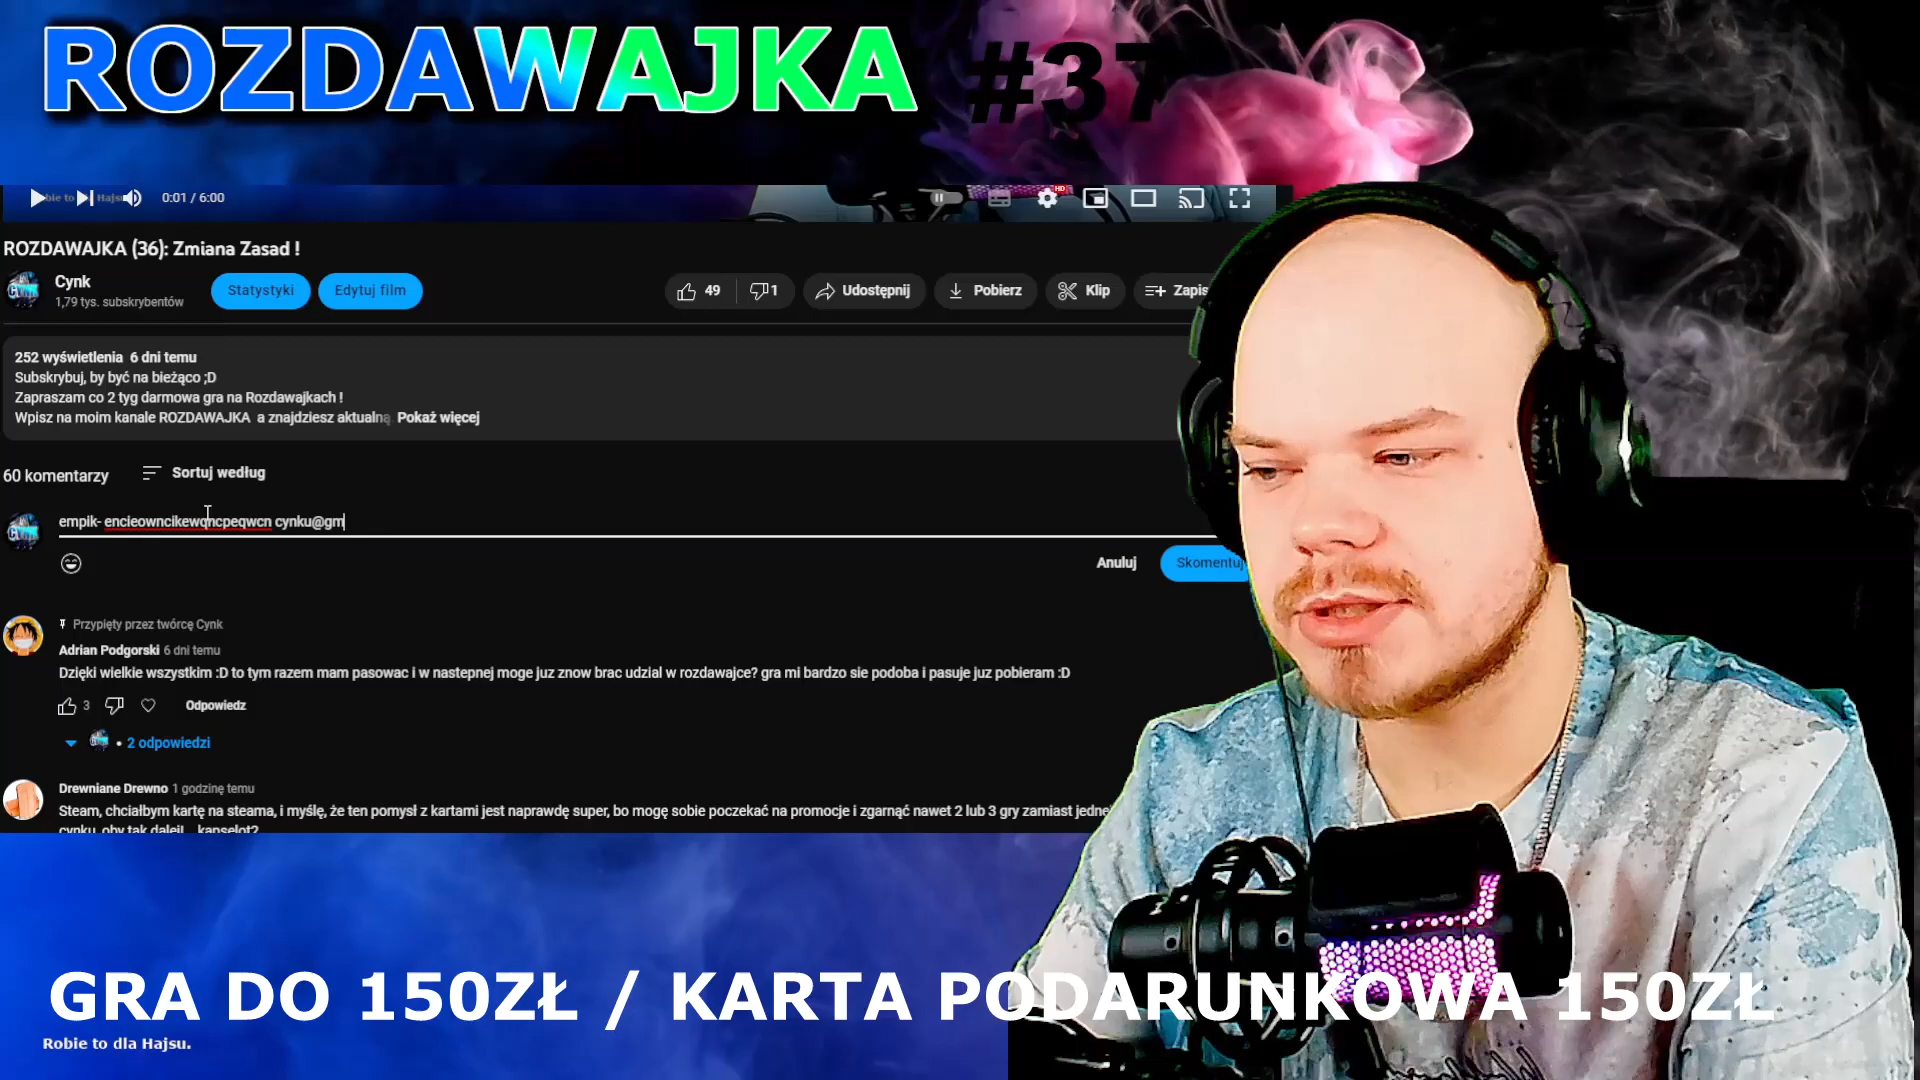 ROZDAWAJKA #37
0:01 / 6:00
HD
ROZDAWAJKA (36): Zmiana Zasad !
Cynk
1,79 tys. subskrybentów
Statystyki
Edytuj film
49
1
Udostępnij
Pobierz
Klip
252 wyświetlenia 6 dni temu
Subskrybuj, by być na bieżąco ;D
Zapraszam co 2 tyg darmowa gra na Rozdawajkach !
Wpisz na moim kanale ROZDAWAJKA a znajdziesz aktualną Pokaż więcej
60 komentarzy
Sortuj według
empik- encieowncikewqncpeqwcn cynku@gm
Anuluj
Skomentuj
Przypięty przez twórcę Cynk
Adrian Podgorski 6 dni temu
Dzięki wielkie wszystkim :D to tym razem mam pasowac i w nastepnej moge juz znow brac udzial w rozdawajce? gra mi bardzo sie podoba i pasuje juz pobieram :D
3
Odpowiedz
• 2 odpowiedzi
Drewniane Drewno 1 godzinę temu
Steam, chciałbym kartę na steama, i myślę, że ten pomysł z kartami jest naprawdę super, bo mogę sobie poczekać na promocje i zgarnąć nawet 2 lub 3 gry zamiast
GRA DO 150ZŁ / KARTA PODARUNKOWA 150ZŁ
Robie to dla Hajsu.